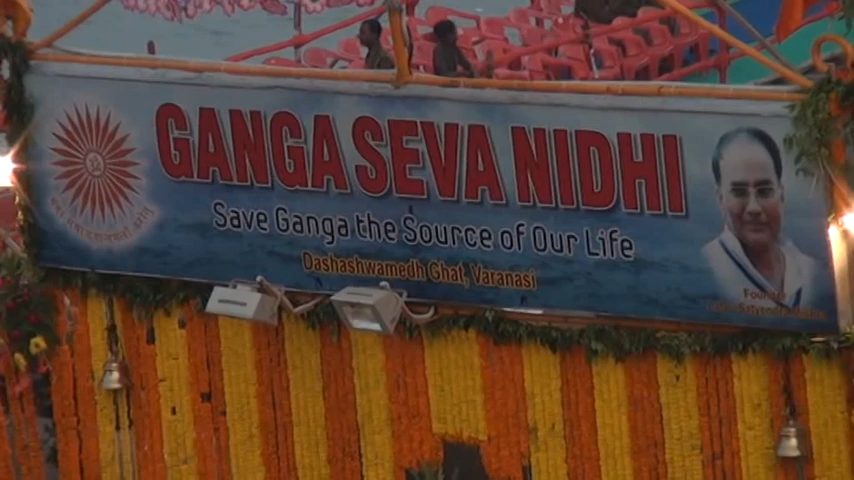 GANGA SEVA NIDHI
Save Ganga the Source of Our Life
Dashashwamedh Ghat, Varanasi
Founder